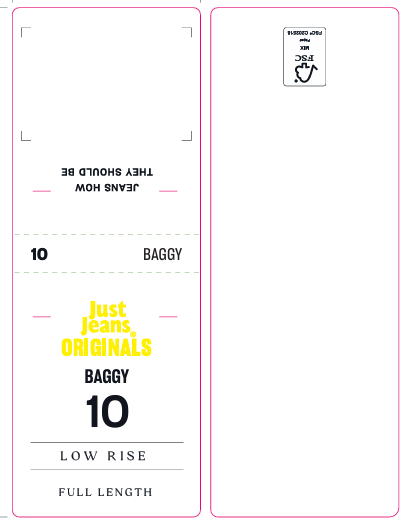 JEANS HOW
THEY SHOULD BE
10 BAGGY
Just
Jeans
ORIGINALS
BAGGY
10
LOW RISE
FULL LENGTH
FSC
MIX
Paper